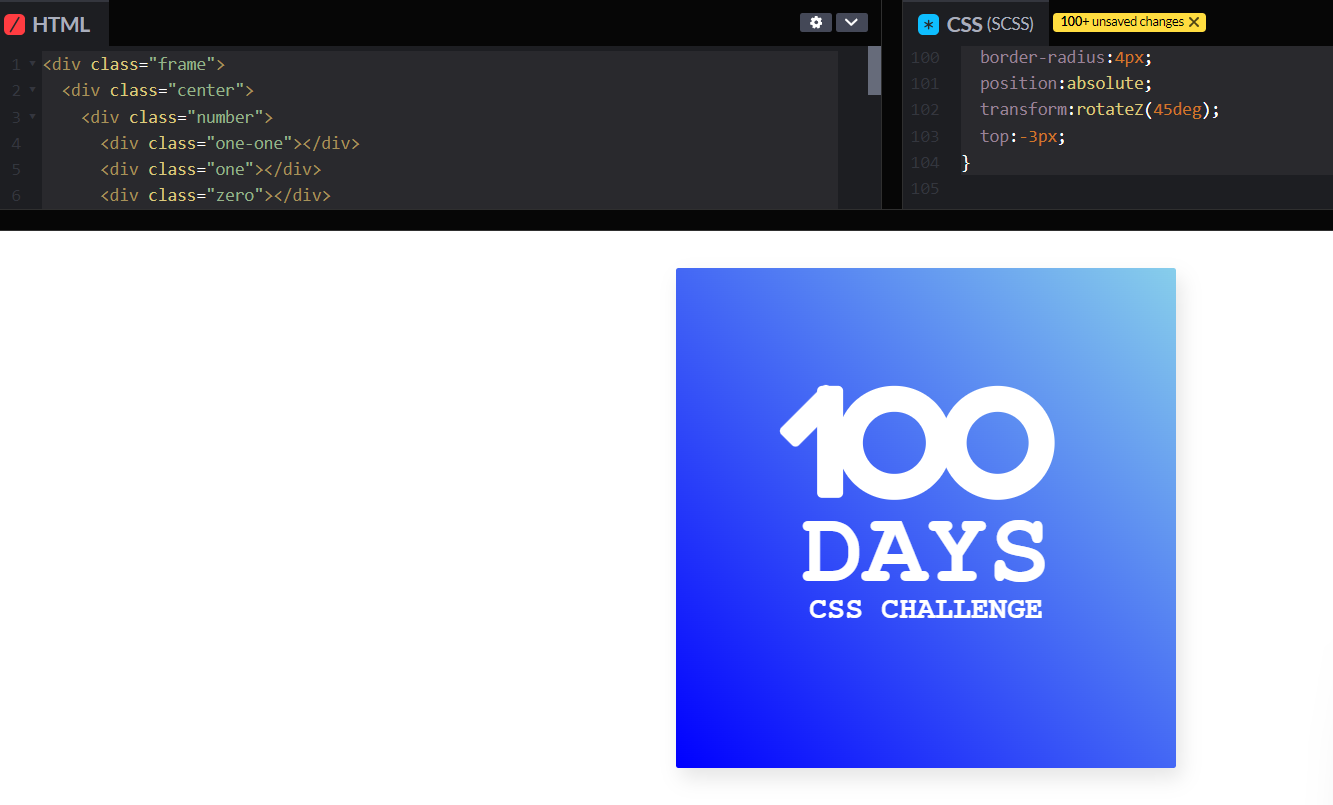 HTML
1 <div class="frame">
2 <div class="center">
3 <div class="number">
4 <div class="one-one"></div>
5 <div class="one"></div>
6 <div class="zero"></div>
CSS (SCSS)
100+ unsaved changes
100 border-radius:4px;
101 position:absolute;
102 transform:rotateZ(45deg);
103 top:-3px;
104 }
105
100
DAYS
CSS CHALLENGE